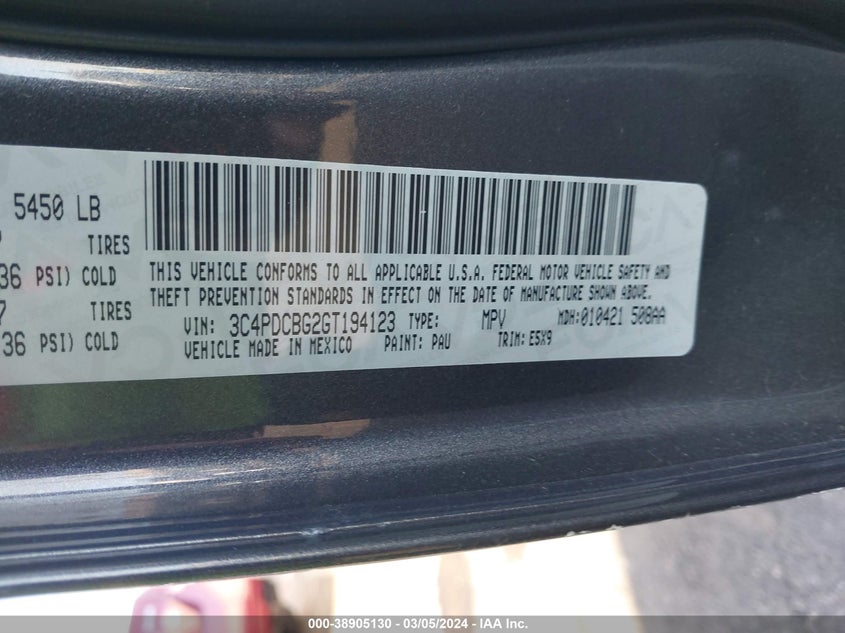 5450 LB
TIRES
36 PSI) COLD
7 TIRES
36 PSI) COLD
THIS VEHICLE CONFORMS TO ALL APPLICABLE U.S.A. FEDERAL MOTOR VEHICLE SAFETY AND
THEFT PREVENTION STANDARDS IN EFFECT ON THE DATE OF MANUFACTURE SHOWN ABOVE.
VIN: 3C4PDCBG2GT194123 TYPE: MPV MDH:010421 508AA
VEHICLE MADE IN MEXICO PAINT: PAU TRIM: E5X9
000-38905130 - 03/05/2024 - IAA Inc.